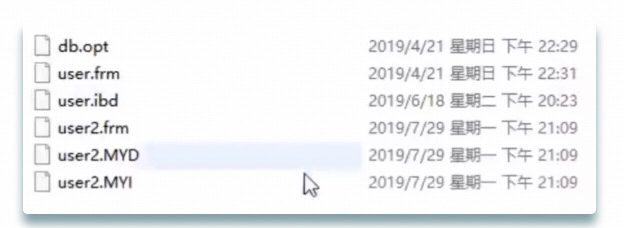 db.opt 2019/4/21 星期日 下午 22:29
user.frm 2019/4/21 星期日 下午 22:31
user.ibd 2019/6/18 星期二 下午 20:23
user2.frm 2019/7/29 星期一 下午 21:09
user2.MYD 2019/7/29 星期一 下午 21:09
user2.MYI 2019/7/29 星期一 下午 21:09